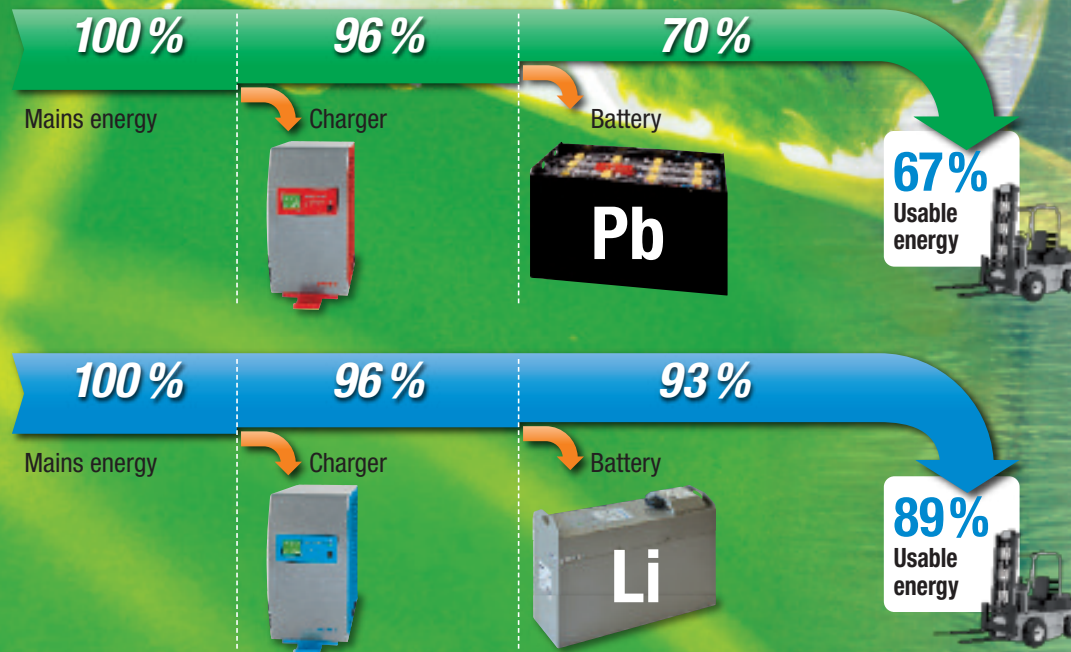 100 % 96 % 70 %
Mains energy Charger Battery
67 %
Usable
energy
Pb
100 % 96 % 93 %
Mains energy Charger Battery
89 %
Usable
energy
Li